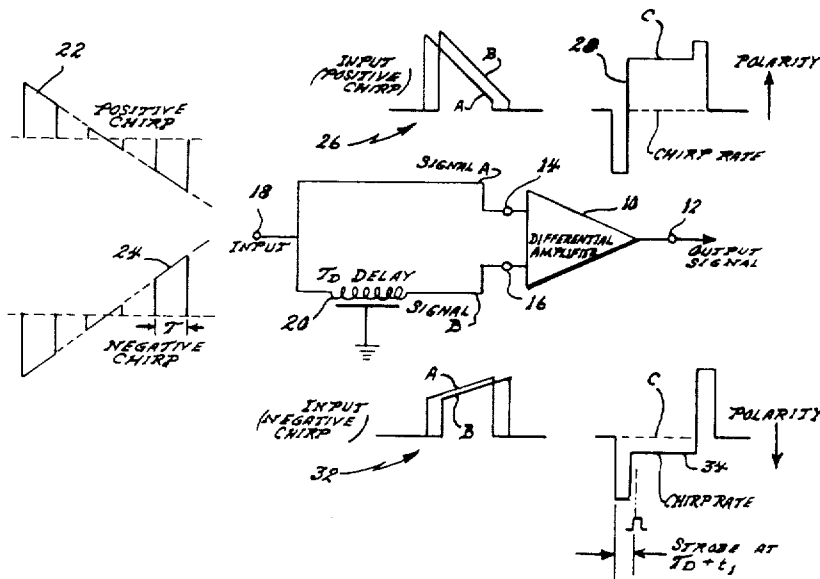 22
POSITIVE
CHIRP
24
T
NEGATIVE
CHIRP
INPUT
(POSITIVE)
CHIRP
26
A
B
28
C
POLARITY
CHIRP RATE
18
INPUT
SIGNAL A
14
10
DIFFERENTIAL
AMPLIFIER
12
OUTPUT
SIGNAL
TD DELAY
20
SIGNAL
B
16
INPUT
(NEGATIVE)
CHIRP
32
A
B
C
POLARITY
34
CHIRP RATE
STROBE AT
TD + t1